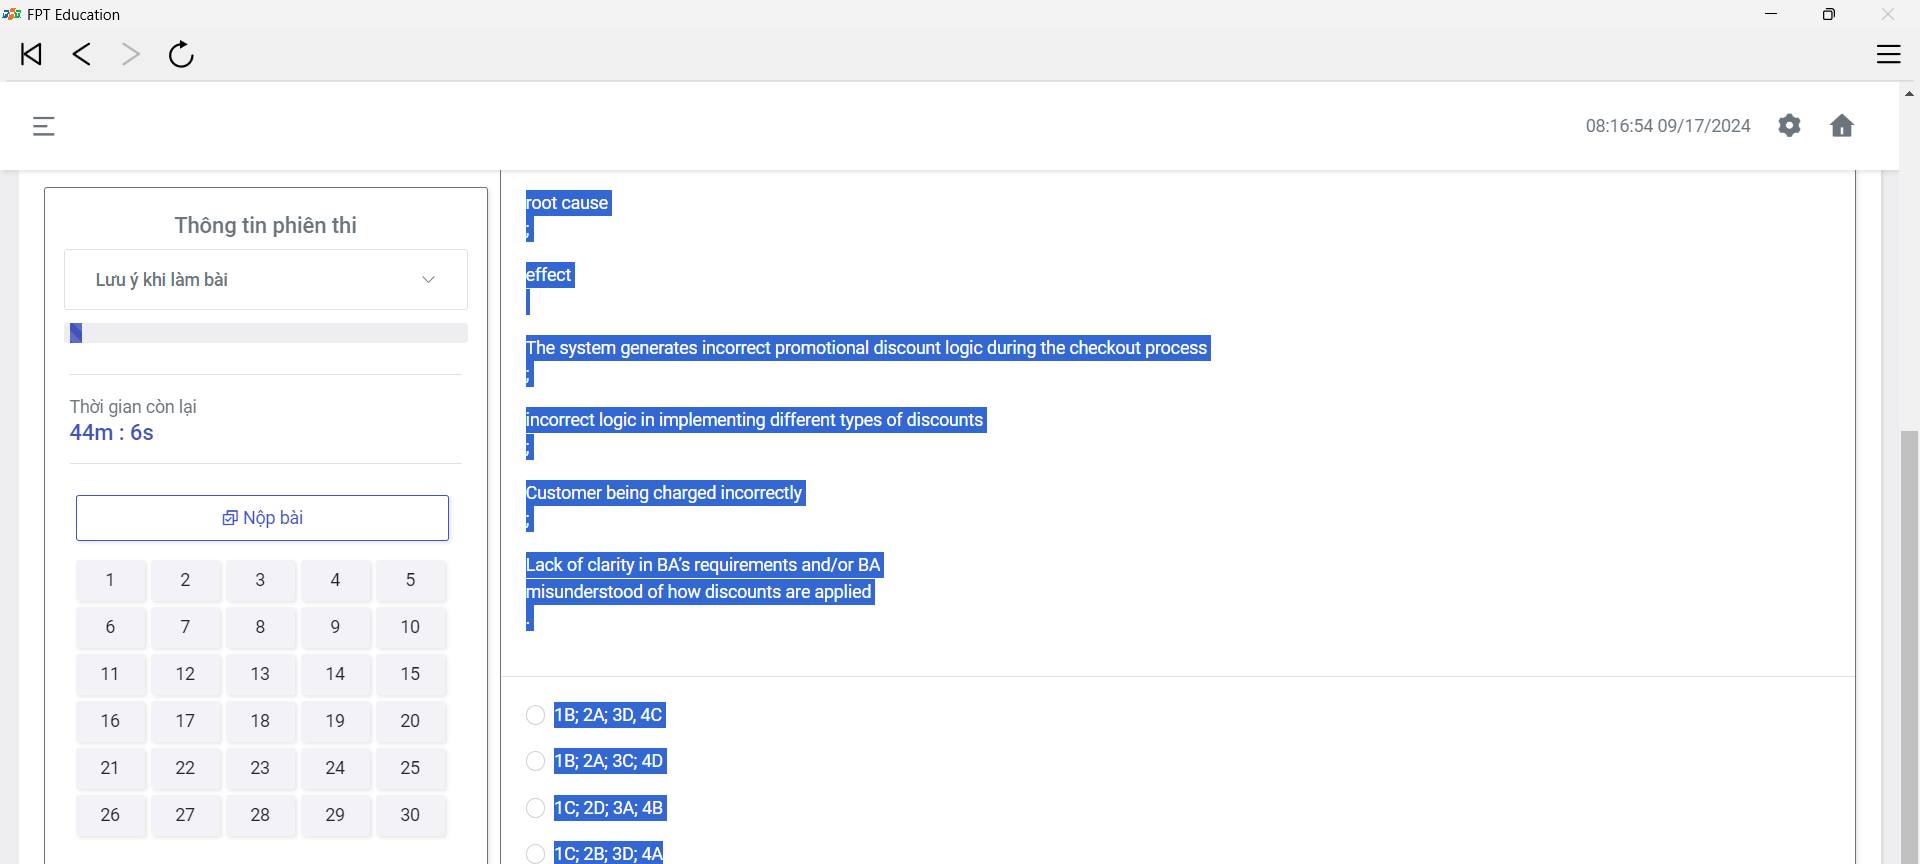 FPT Education
08:16:54 09/17/2024
Thông tin phiên thi
Lưu ý khi làm bài
Thời gian còn lại
44m : 6s
Nộp bài
1 2 3 4 5
6 7 8 9 10
11 12 13 14 15
16 17 18 19 20
21 22 23 24 25
26 27 28 29 30
root cause
;
effect
The system generates incorrect promotional discount logic during the checkout process
;
incorrect logic in implementing different types of discounts
;
Customer being charged incorrectly
;
Lack of clarity in BA’s requirements and/or BA
misunderstood of how discounts are applied
.
1B; 2A; 3D, 4C
1B; 2A; 3C; 4D
1C; 2D; 3A; 4B
1C; 2B; 3D; 4A